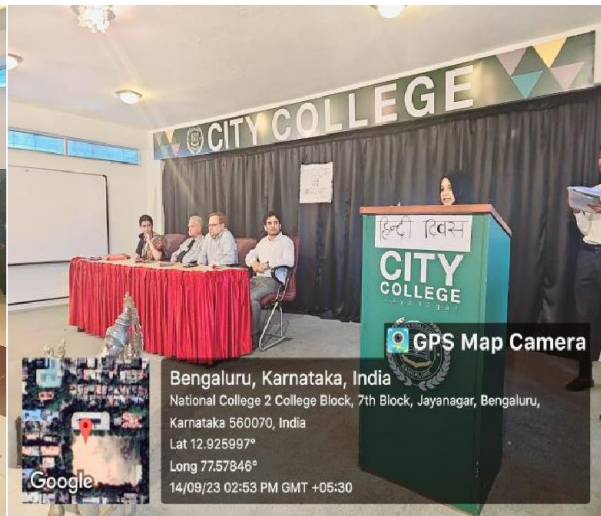 CITY COLLEGE
हिन्दी दिवस
CITY
COLLEGE
JAYANAGAR
GPS Map Camera
Bengaluru, Karnataka, India
National College 2 College Block, 7th Block, Jayanagar, Bengaluru,
Karnataka 560070, India
Lat 12.925997°
Long 77.57846°
14/09/23 02:53 PM GMT +05:30
Google